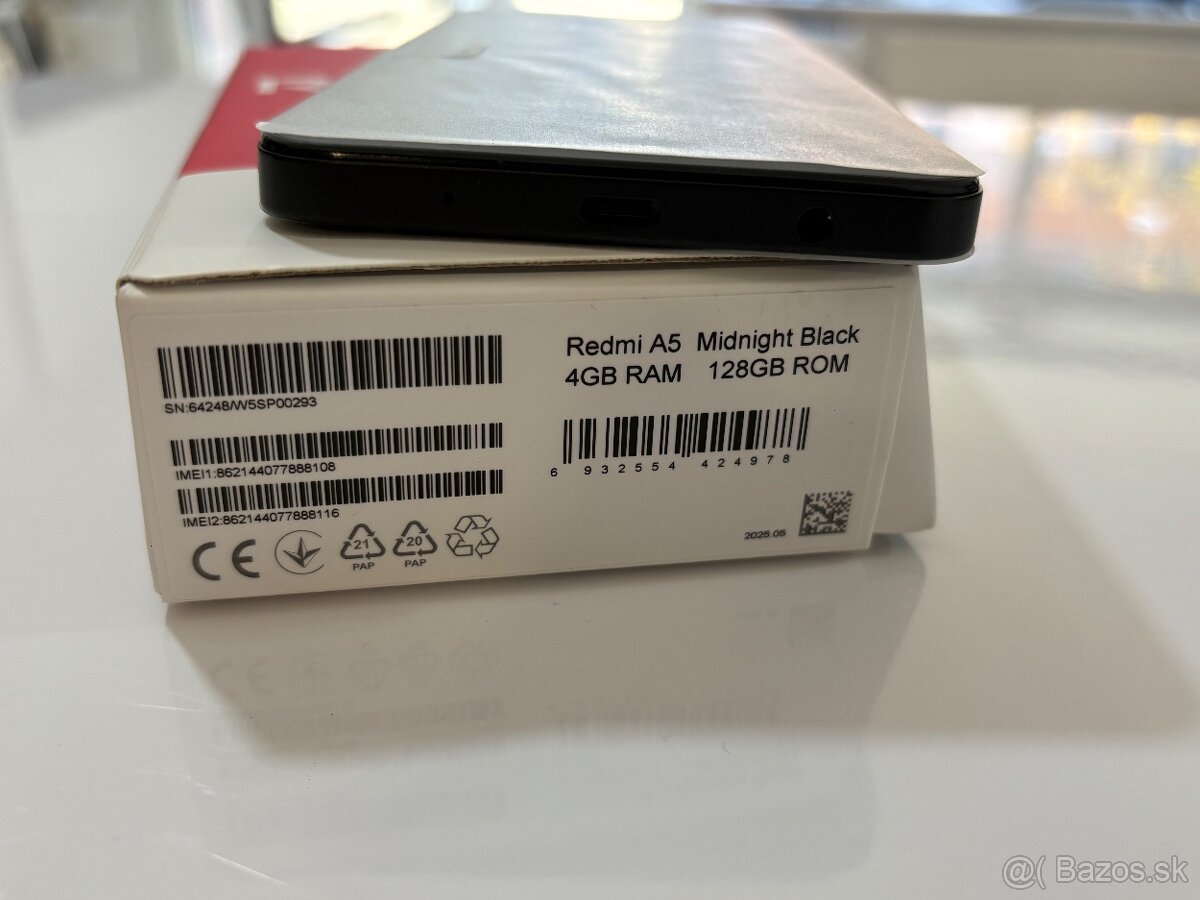 SN:64248/W5SP00293
IMEI1:862144077888108
IMEI2:862144077888116
CE
21
PAP
20
PAP
Redmi A5 Midnight Black
4GB RAM 128GB ROM
6 932554 424978
2025.05
@( Bazos.sk